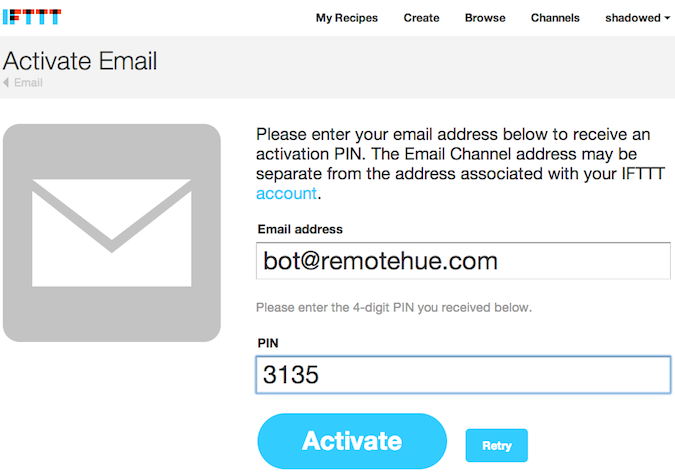 IFTTT
My Recipes Create Browse Channels shadowed
Activate Email
Email
Please enter your email address below to receive an
activation PIN. The Email Channel address may be
separate from the address associated with your IFTTT
account.
Email address
bot@remotehue.com
Please enter the 4-digit PIN you received below.
PIN
3135
Activate
Retry